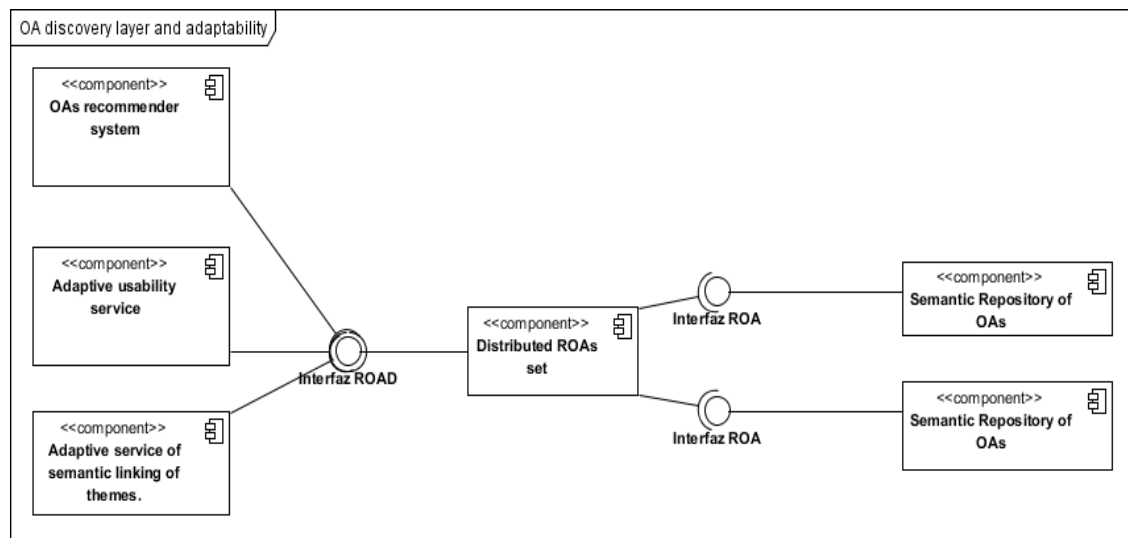 OA discovery layer and adaptability
<<component>>
OAs recommender
system
<<component>>
Adaptive usability
service
<<component>>
Adaptive service of
semantic linking of
themes.
Interfaz ROAD
<<component>>
Distributed ROAs
set
Interfaz ROA
Interfaz ROA
<<component>>
Semantic Repository of
OAs
<<component>>
Semantic Repository of
OAs